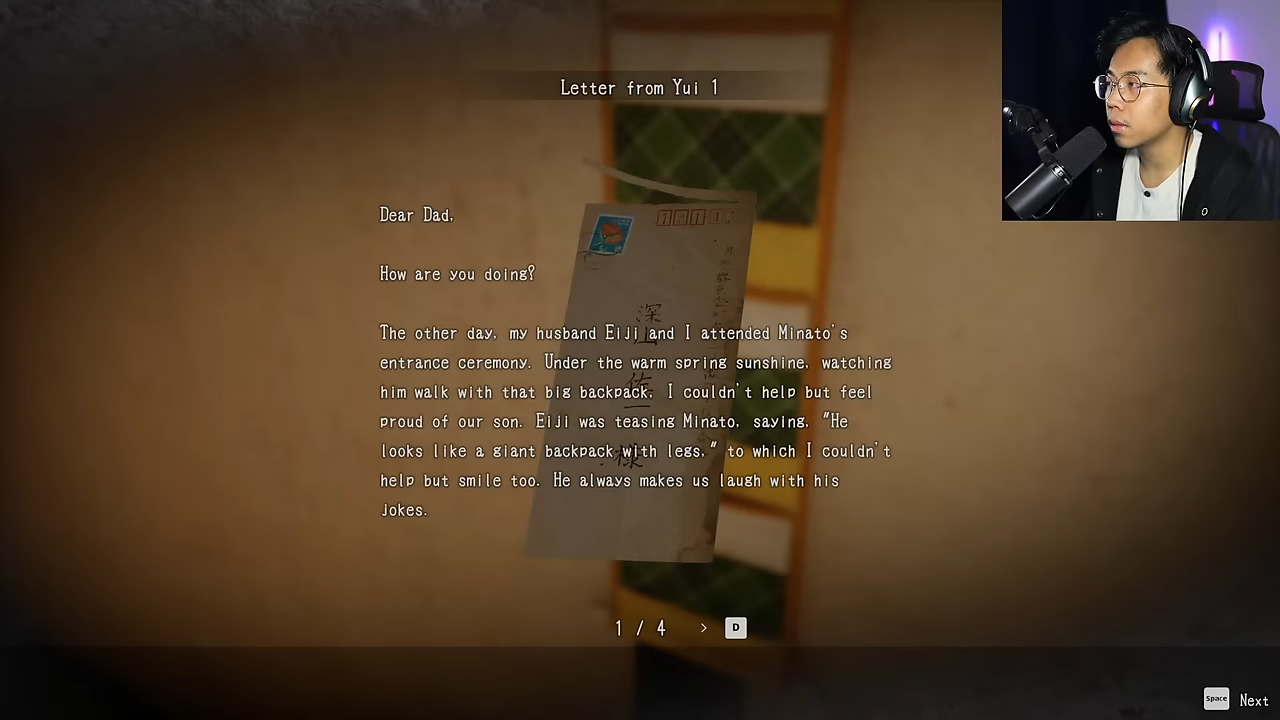 Letter from Yui 1
Dear Dad,
How are you doing?
The other day, my husband Eiji and I attended Minato's
entrance ceremony. Under the warm spring sunshine, watching
him walk with that big backpack, I couldn't help but feel
proud of our son. Eiji was teasing Minato, saying, "He
looks like a giant backpack with legs," to which I couldn't
help but smile too. He always makes us laugh with his
jokes.
1 / 4 > D
Space Next